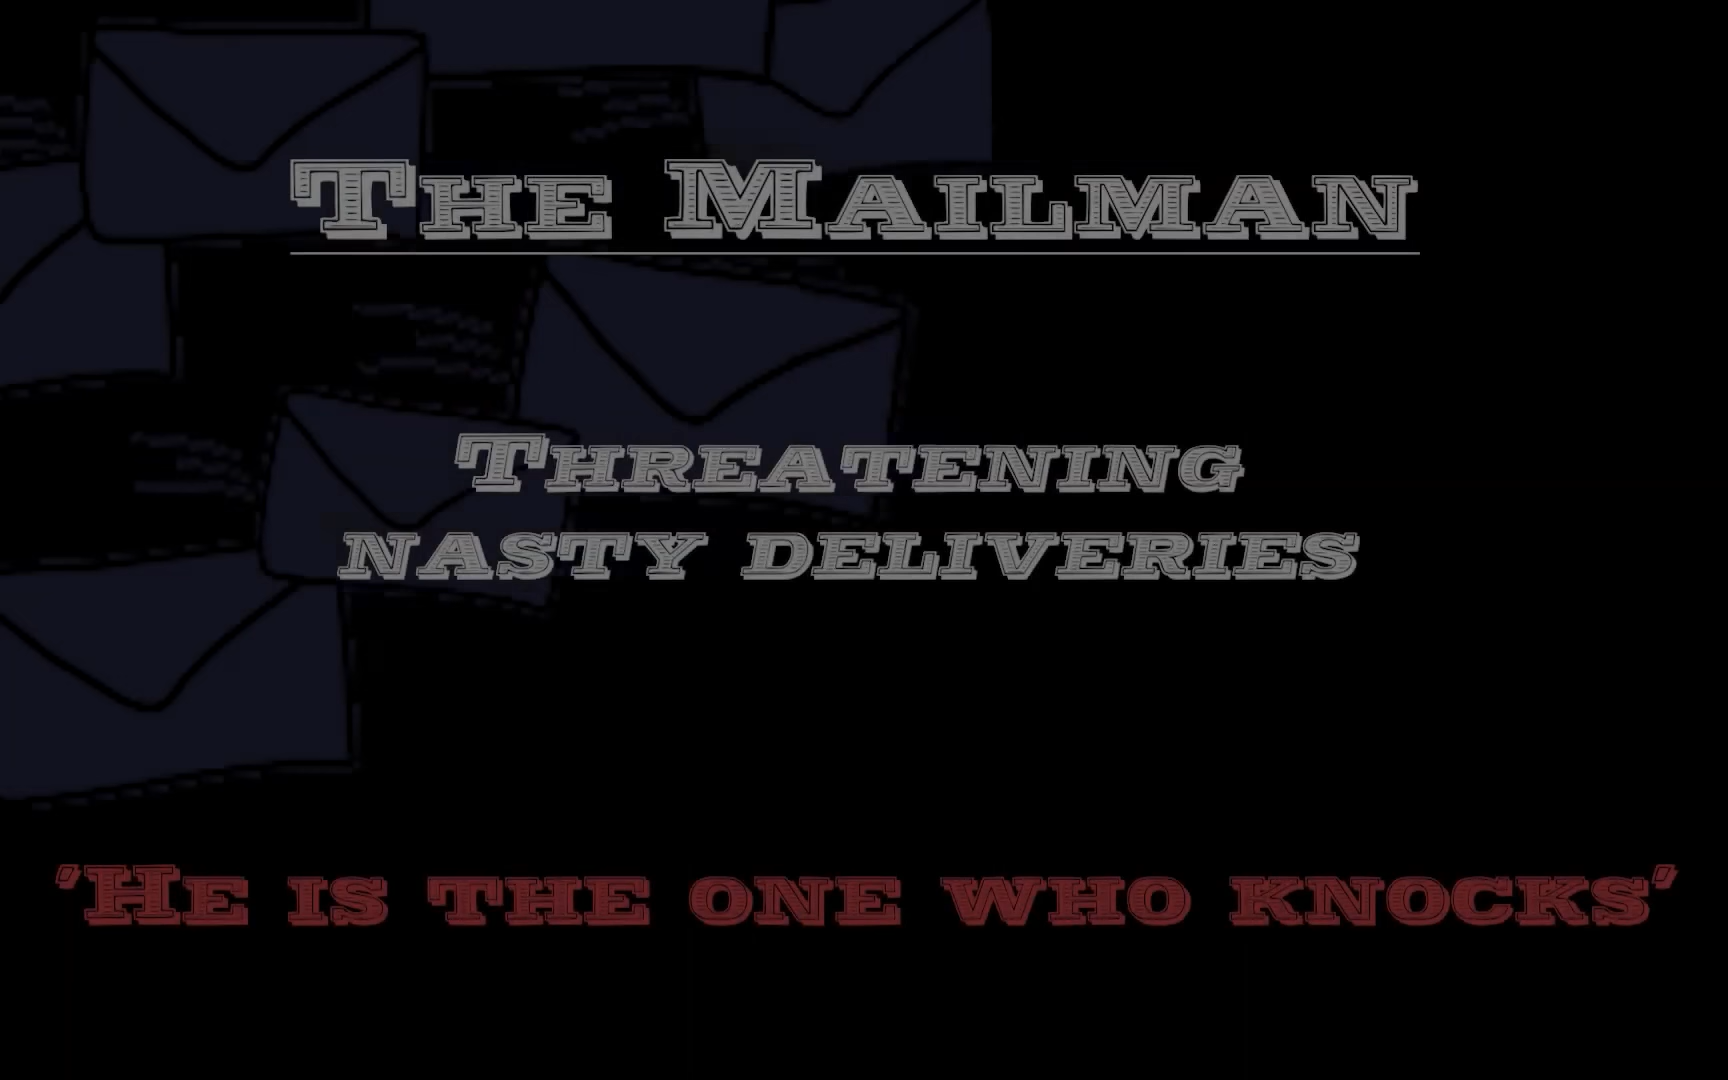 The Mailman
Threatening
nasty deliveries
'He is the one who knocks'